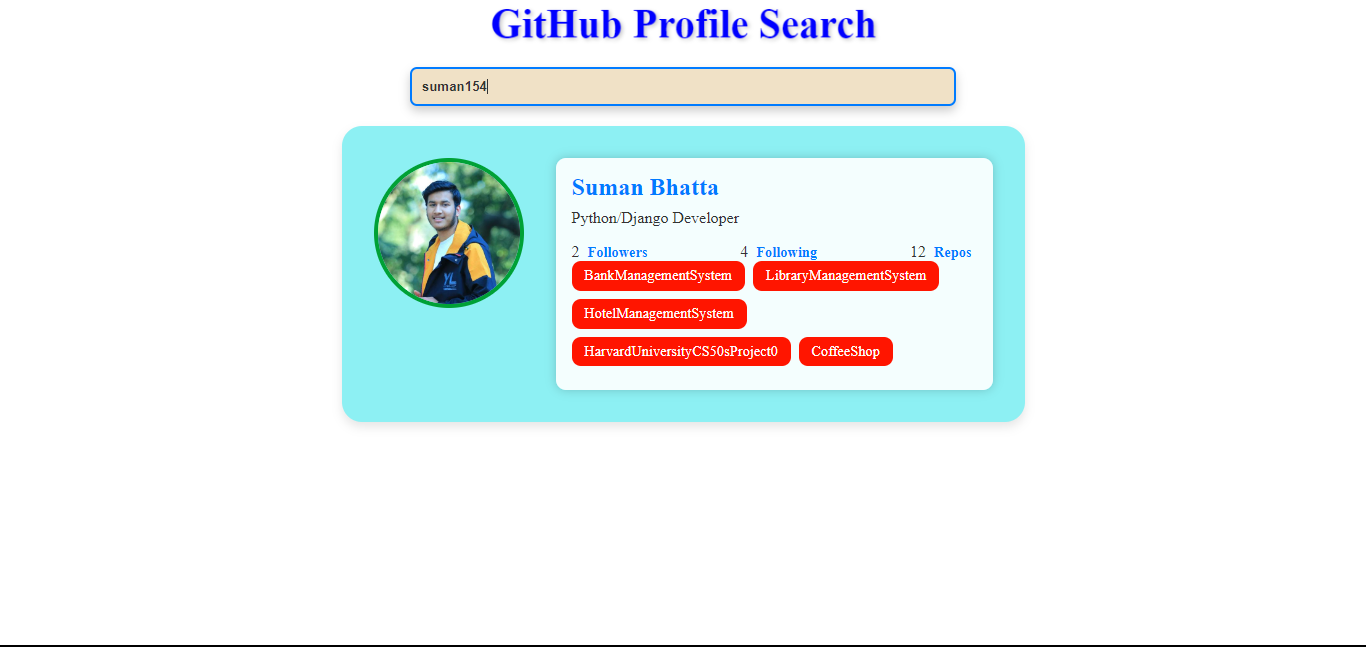 GitHub Profile Search
suman154
Suman Bhatta
Python/Django Developer
2 Followers 4 Following 12 Repos
BankManagementSystem LibraryManagementSystem
HotelManagementSystem
HarvardUniversityCS50sProject0 CoffeeShop
YL